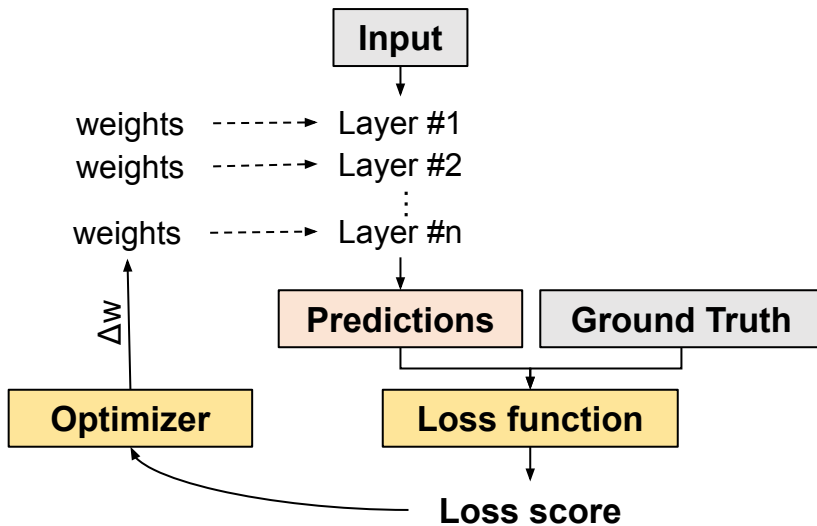 Input
weights
Layer #1
weights
Layer #2
weights
Layer #n
Δw
Predictions
Ground Truth
Optimizer
Loss function
Loss score